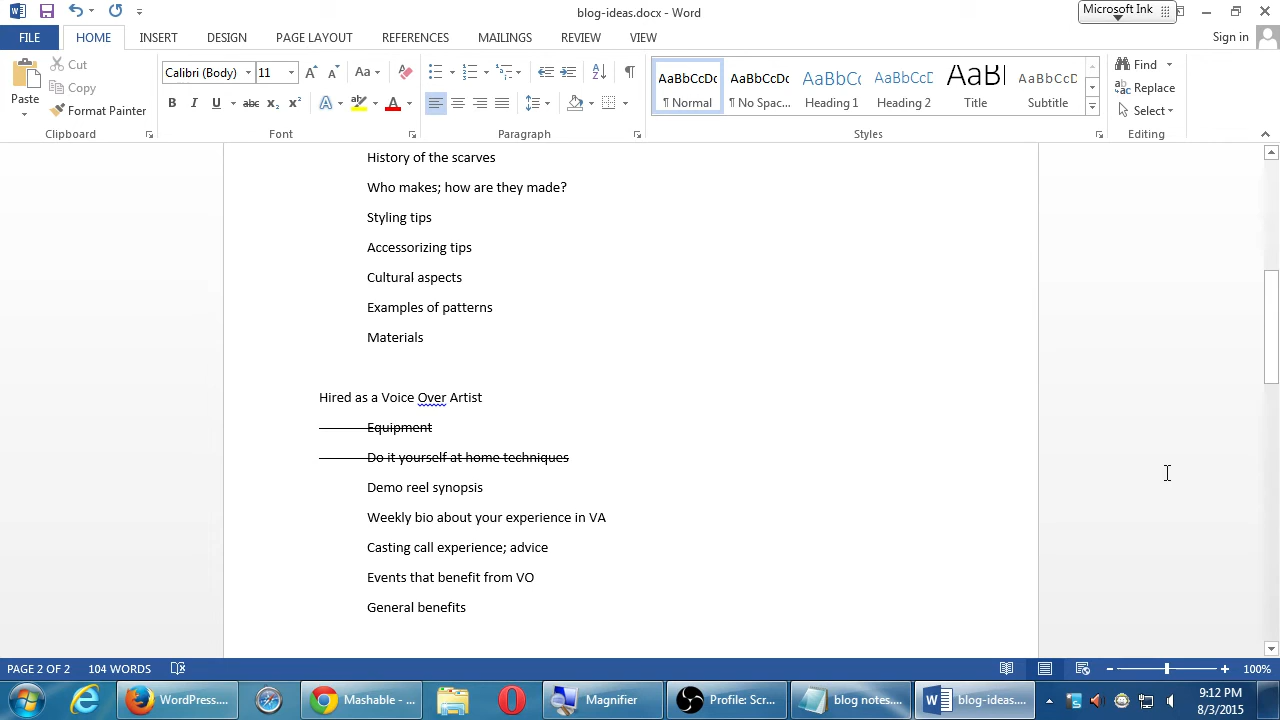 blog-ideas.docx - Word
Microsoft Ink
FILE HOME INSERT DESIGN PAGE LAYOUT REFERENCES MAILINGS REVIEW VIEW Sign in
Paste
Cut
Copy
Format Painter
Clipboard
Calibri (Body) 11
Aa
B I U abc x₂ x²
A A
Font
Paragraph
AaBbCcDc AaBbCcDc AaBbCc AaBbCcD AaB AaBbCcD
¶ Normal ¶ No Spac... Heading 1 Heading 2 Title Subtitle
Styles
Find
Replace
Select
Editing
History of the scarves
Who makes; how are they made?
Styling tips
Accessorizing tips
Cultural aspects
Examples of patterns
Materials
Hired as a Voice Over Artist
Equipment
Do it yourself at home techniques
Demo reel synopsis
Weekly bio about your experience in VA
Casting call experience; advice
Events that benefit from VO
General benefits
PAGE 2 OF 2 104 WORDS 100%
WordPress.... Mashable - ... Magnifier Profile: Scr... blog notes.... blog-ideas....
9:12 PM
8/3/2015